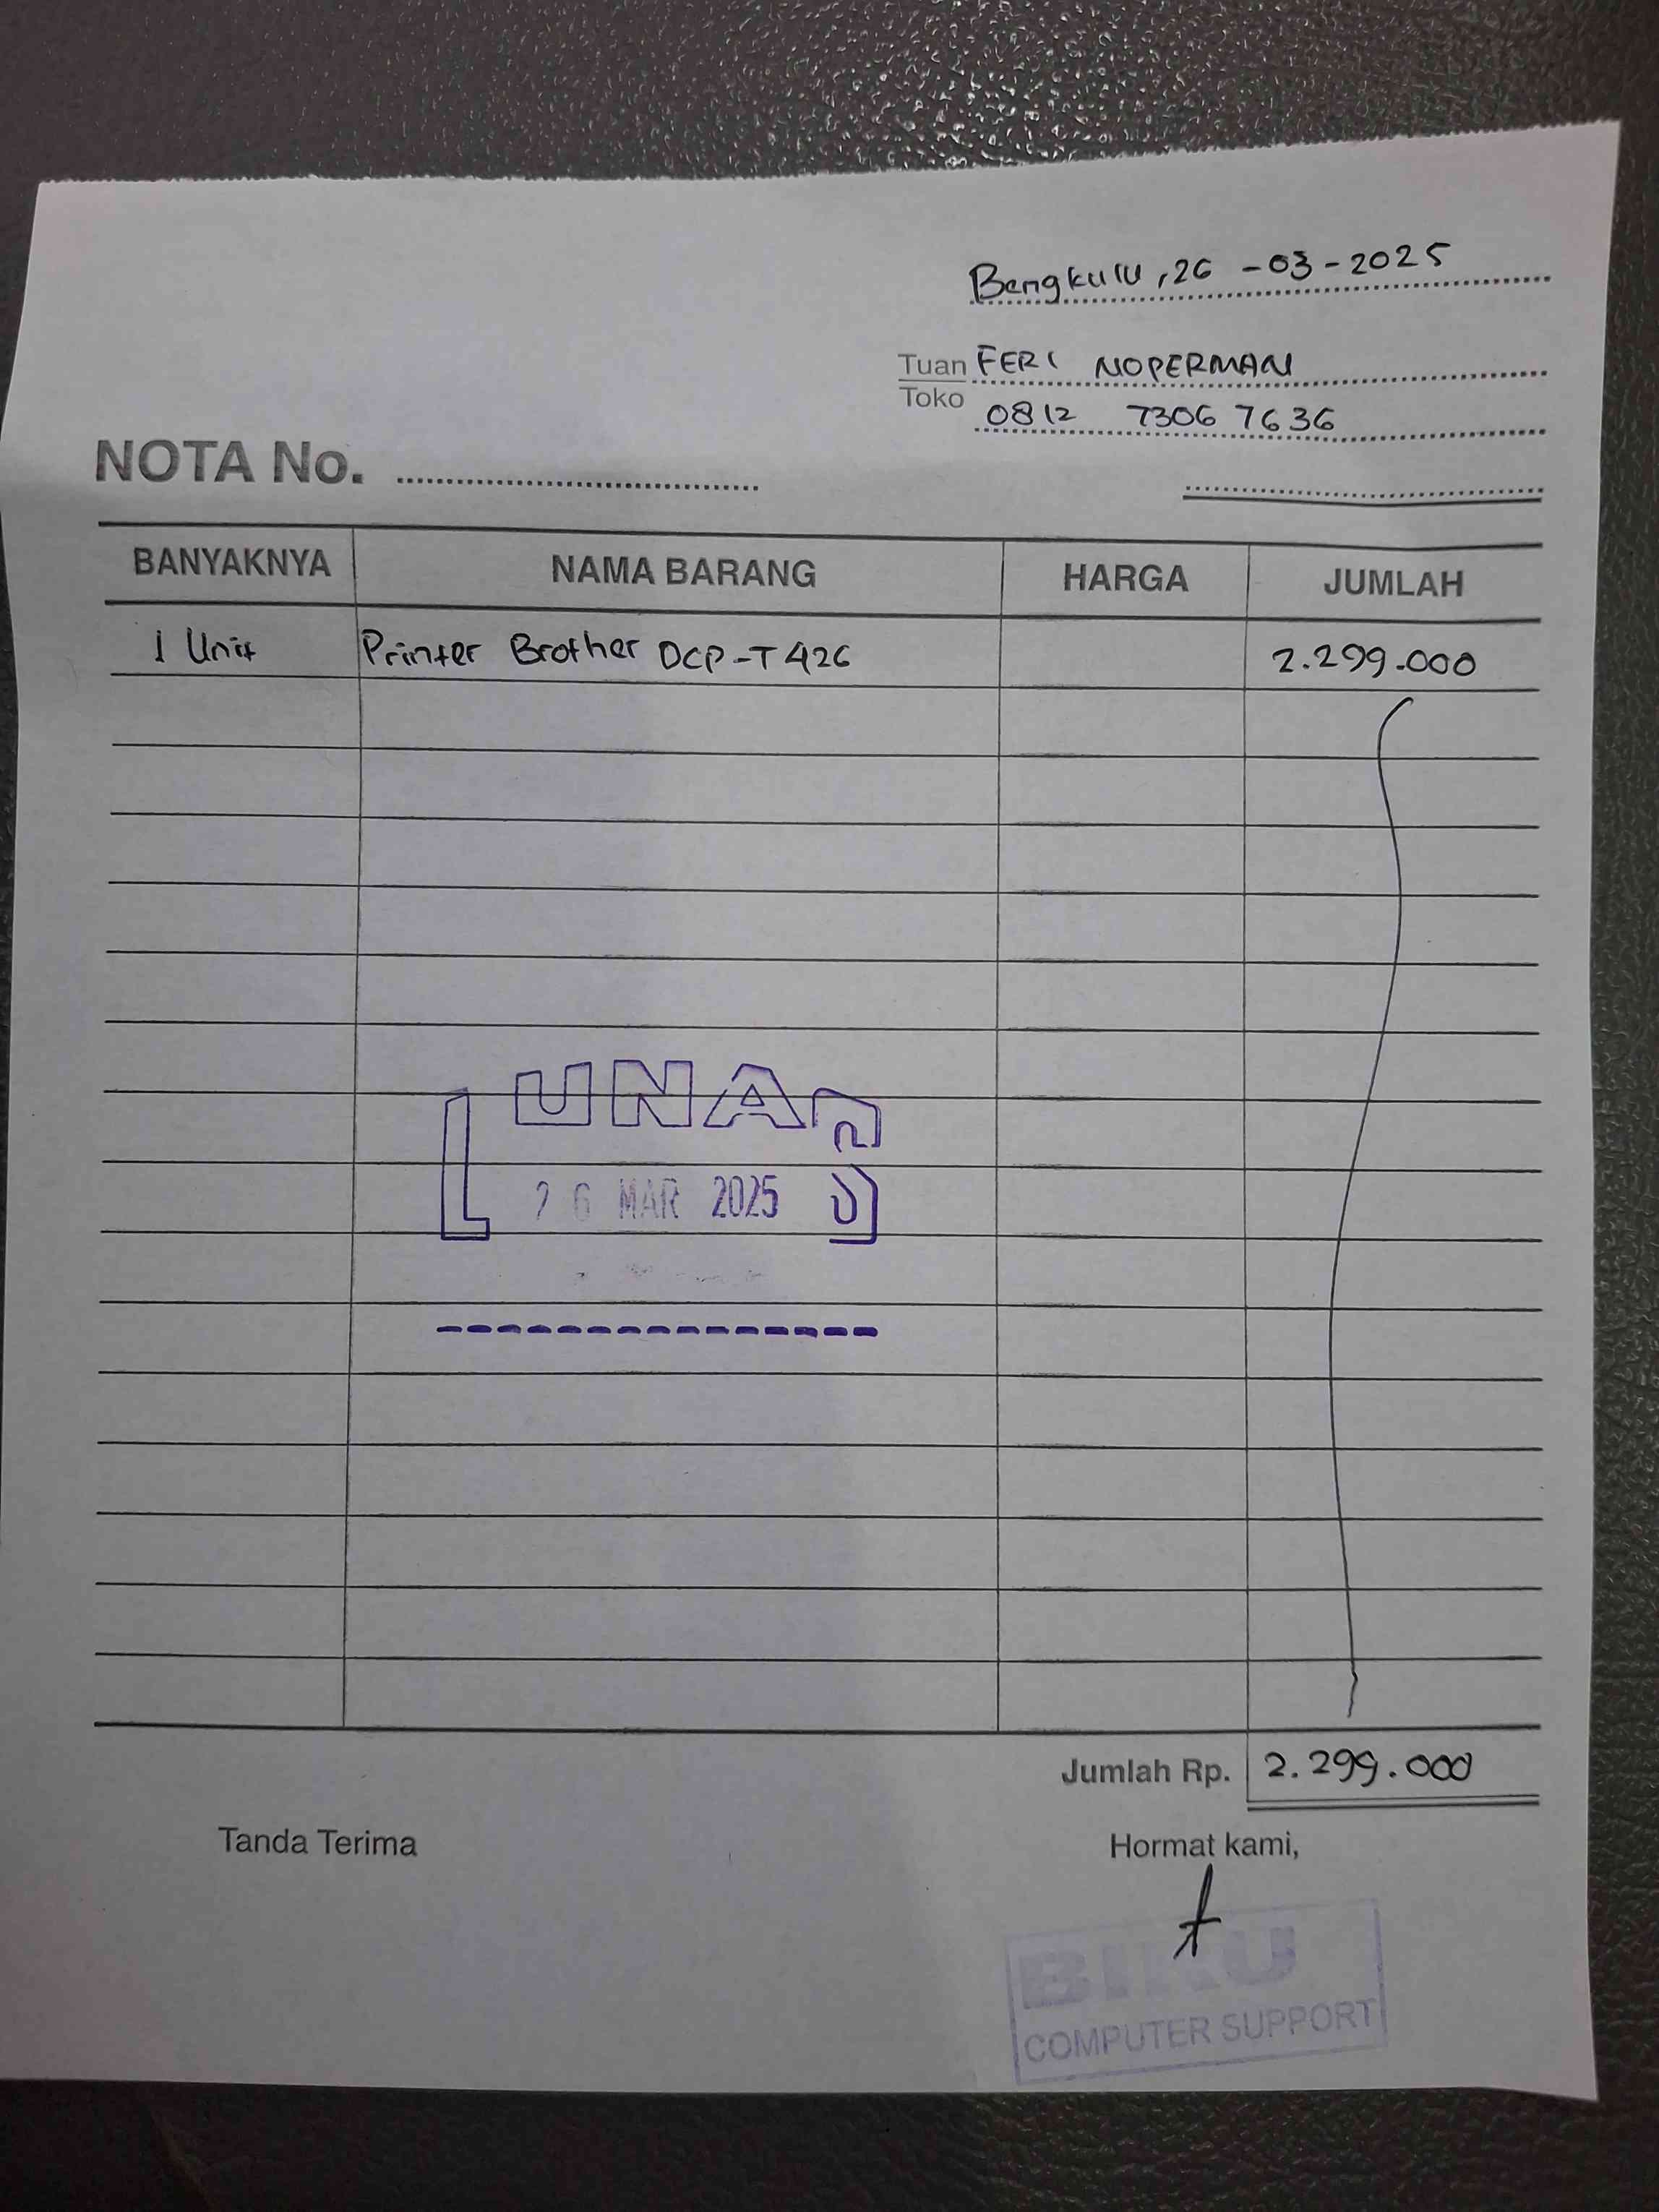 Bengkulu, 26 - 03 - 2025
Tuan FERI NOPERMAN
Toko 0812 7306 7636
NOTA No.
BANYAKNYA NAMA BARANG HARGA JUMLAH
1 Unit Printer Brother DCP-T426 2.299.000
LUNAS
26 MAR 2025
Jumlah Rp. 2.299.000
Tanda Terima Hormat kami,
BIRU
COMPUTER SUPPORT